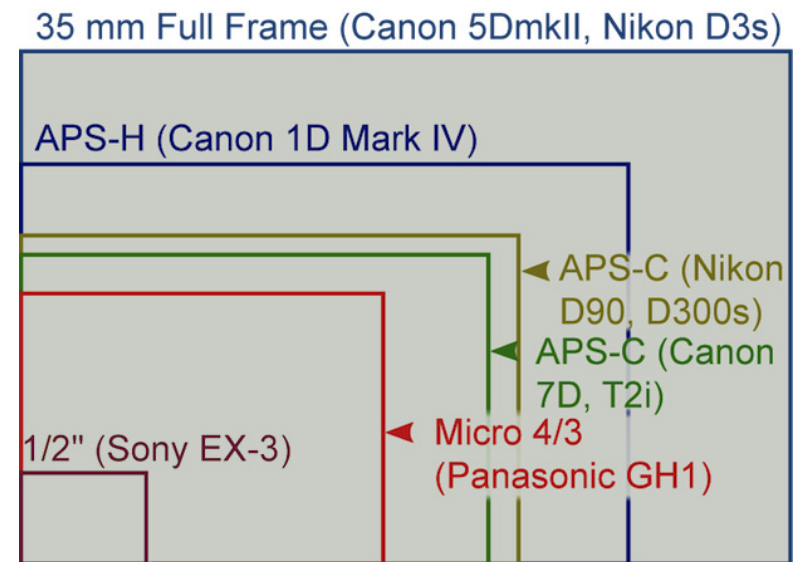 35 mm Full Frame (Canon 5DmkII, Nikon D3s)
APS-H (Canon 1D Mark IV)
APS-C (Nikon
D90, D300s)
APS-C (Canon
7D, T2i)
Micro 4/3
(Panasonic GH1)
1/2" (Sony EX-3)